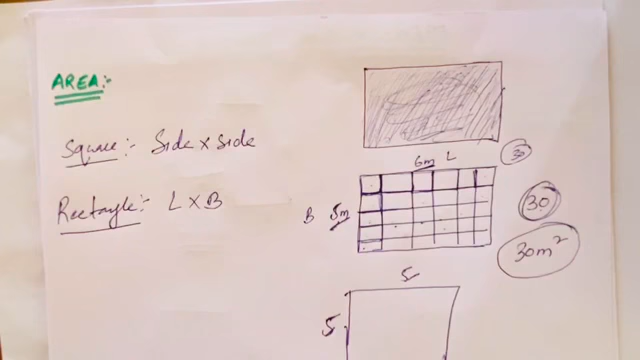 AREA:-
Square:- Side x Side
Rectangle:- L x B
6m L
30
B 5m
30
30m²
5
5